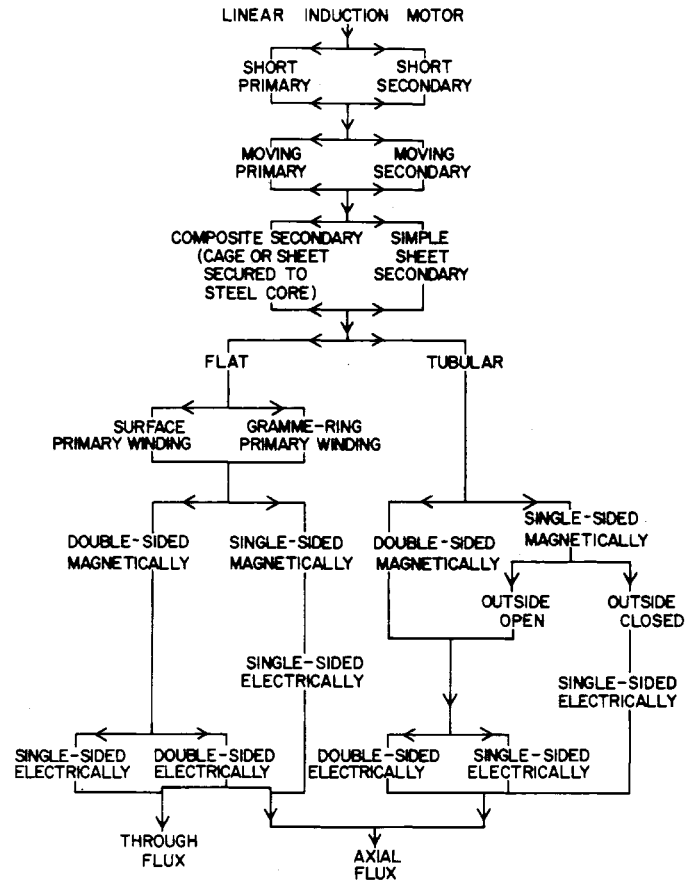 LINEAR INDUCTION MOTOR
SHORT
PRIMARY
SHORT
SECONDARY
MOVING
PRIMARY
MOVING
SECONDARY
COMPOSITE SECONDARY
(CAGE OR SHEET
SECURED TO
STEEL CORE)
SIMPLE
SHEET
SECONDARY
FLAT
TUBULAR
SURFACE
PRIMARY WINDING
GRAMME-RING
PRIMARY WINDING
DOUBLE-SIDED
MAGNETICALLY
SINGLE-SIDED
MAGNETICALLY
DOUBLE-SIDED
MAGNETICALLY
SINGLE-SIDED
MAGNETICALLY
OUTSIDE
OPEN
OUTSIDE
CLOSED
SINGLE-SIDED
ELECTRICALLY
SINGLE-SIDED
ELECTRICALLY
SINGLE-SIDED
ELECTRICALLY
DOUBLE-SIDED
ELECTRICALLY
DOUBLE-SIDED
ELECTRICALLY
SINGLE-SIDED
ELECTRICALLY
THROUGH
FLUX
AXIAL
FLUX